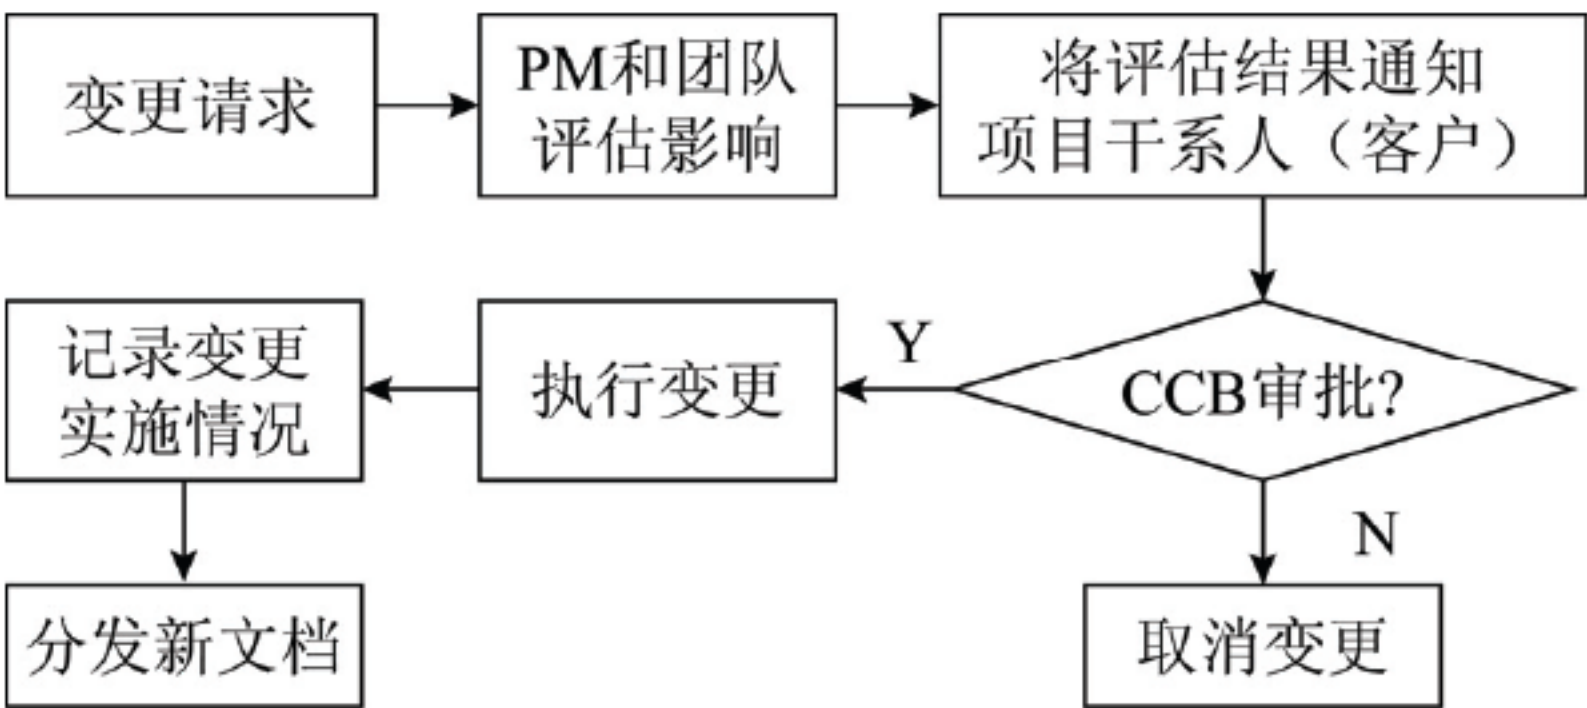 变更请求
PM和团队
评估影响
将评估结果通知
项目干系人（客户）
CCB审批?
Y
执行变更
记录变更
实施情况
分发新文档
N
取消变更